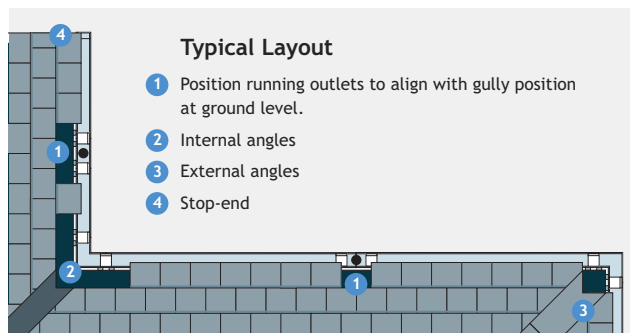 4
Typical Layout
1 Position running outlets to align with gully position
at ground level.
2 Internal angles
1
3 External angles
4 Stop-end
2
1
3